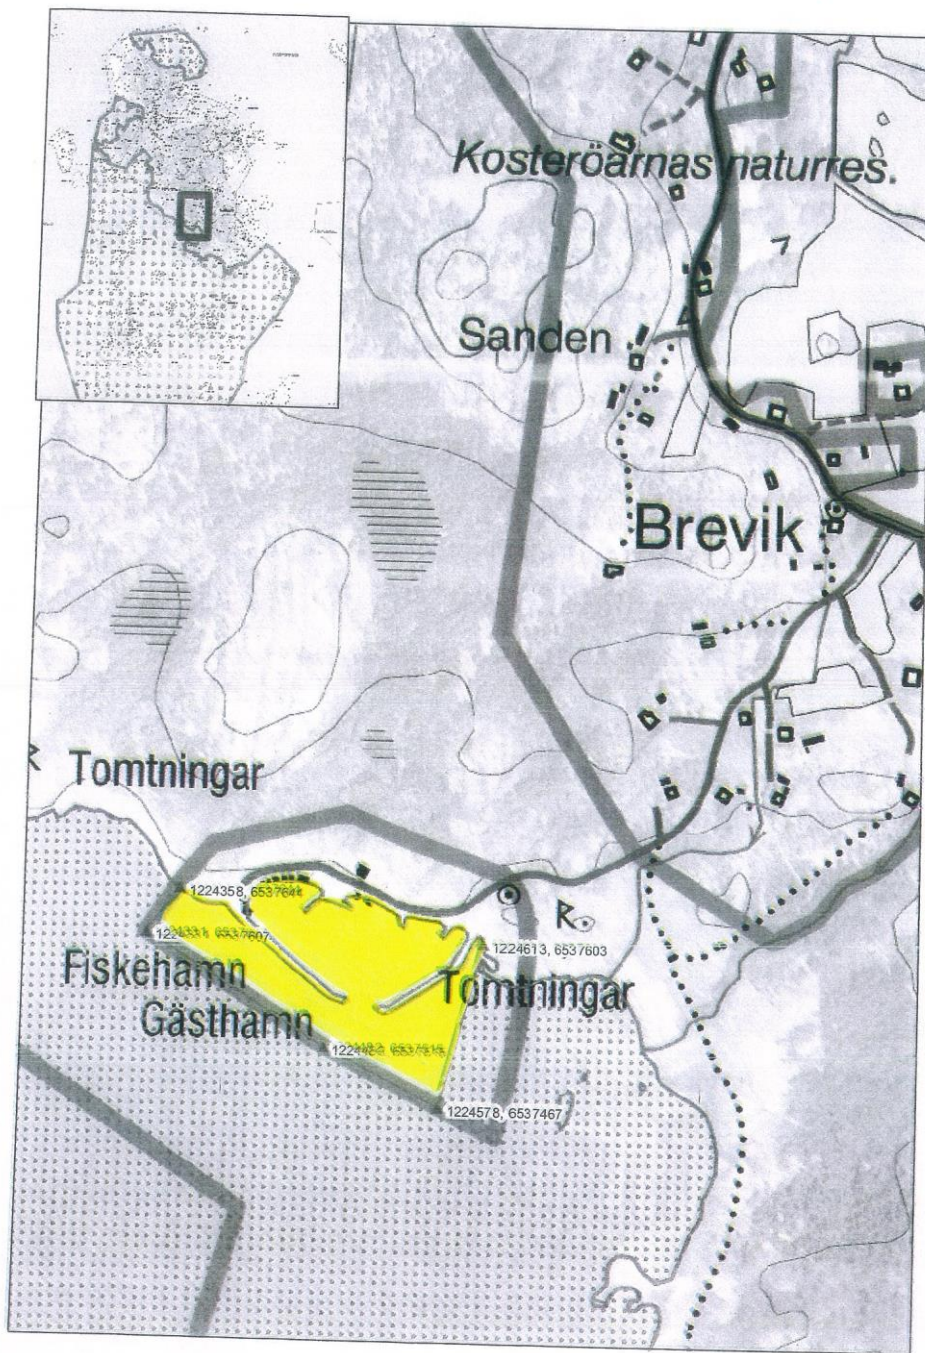 Kosteröarnas naturres.
Sanden
Brevik
R
Tomtningar
1224358, 6537644
R
1224613, 6537603
Fiskehamn
Tomtningar
Gästhamn
1224578, 6537467